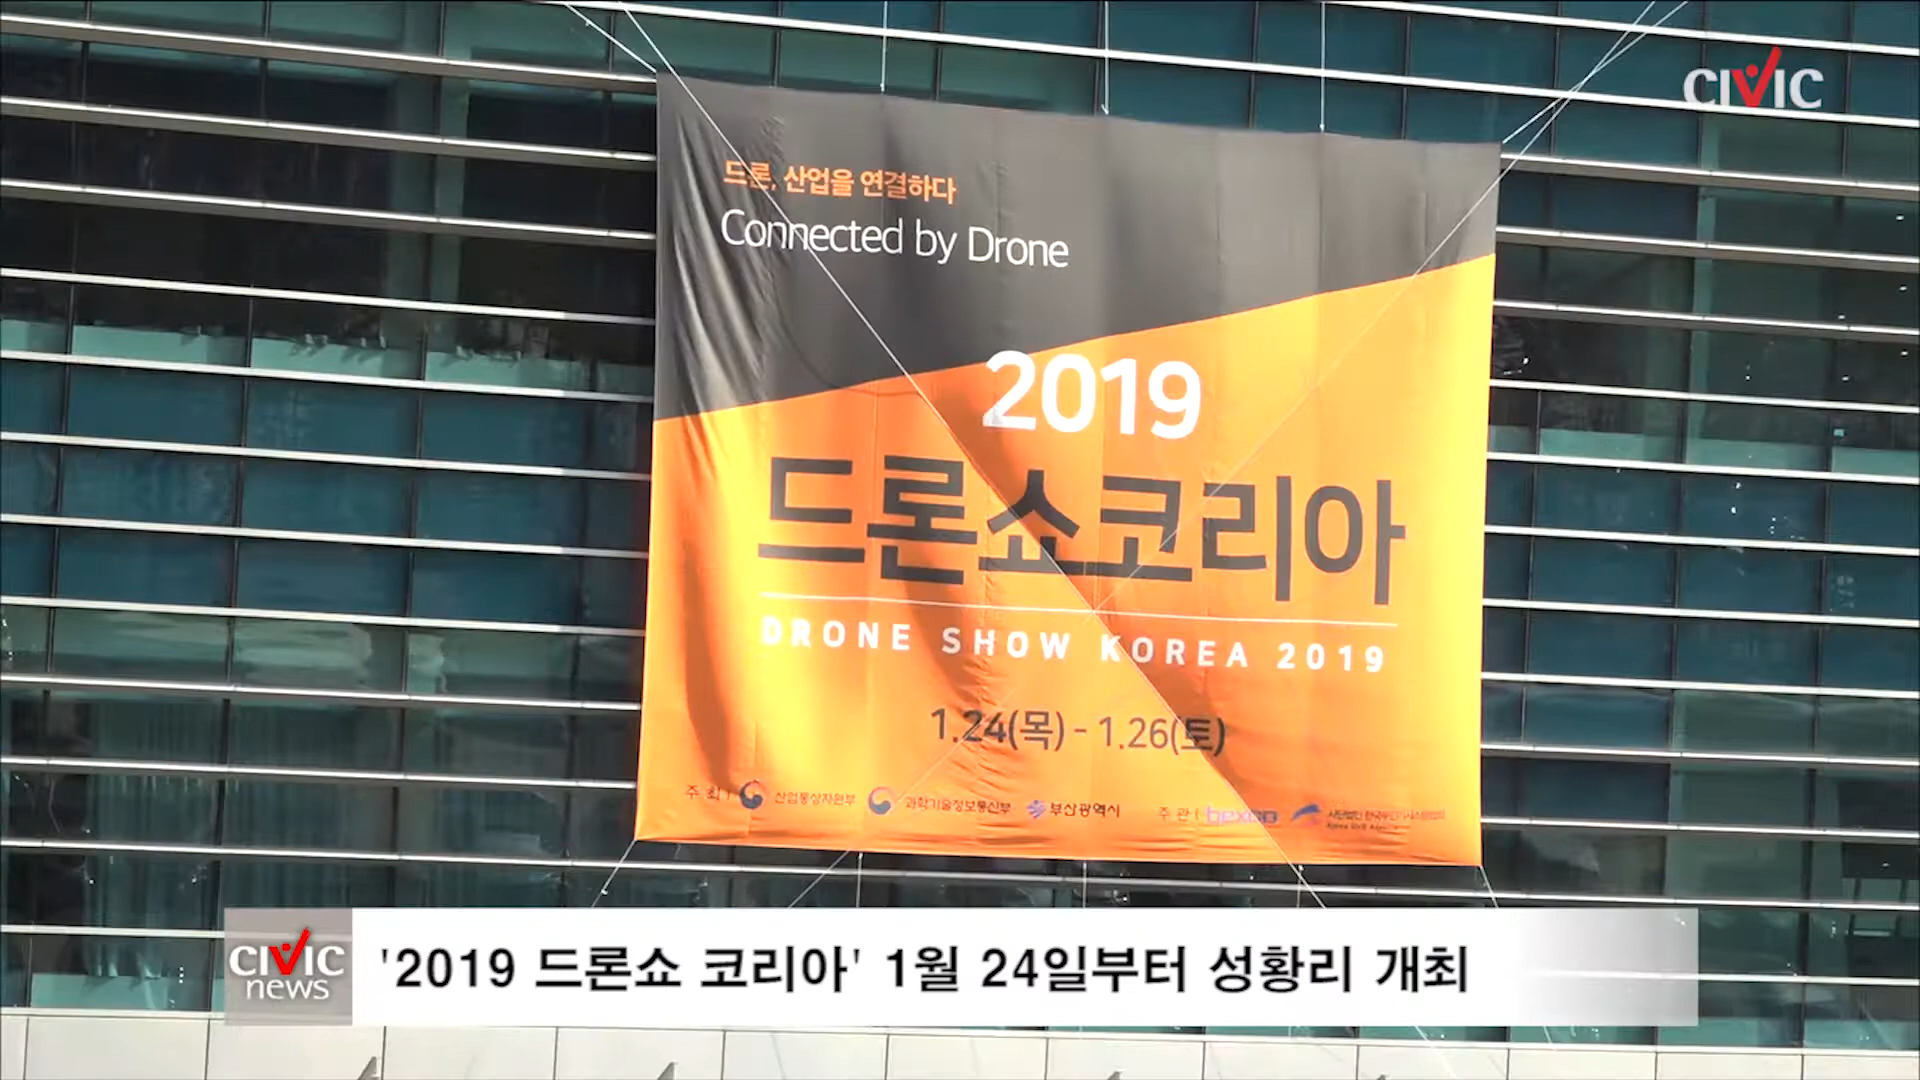 CIVIC
드론, 산업을 연결하다
Connected by Drone
2019
드론쇼코리아
DRONE SHOW KOREA 2019
1.24(목) - 1.26(토)
주최 | 산업통상자원부 과학기술정보통신부 부산광역시 주관 | bexco
CIVIC news
'2019 드론쇼 코리아' 1월 24일부터 성황리 개최